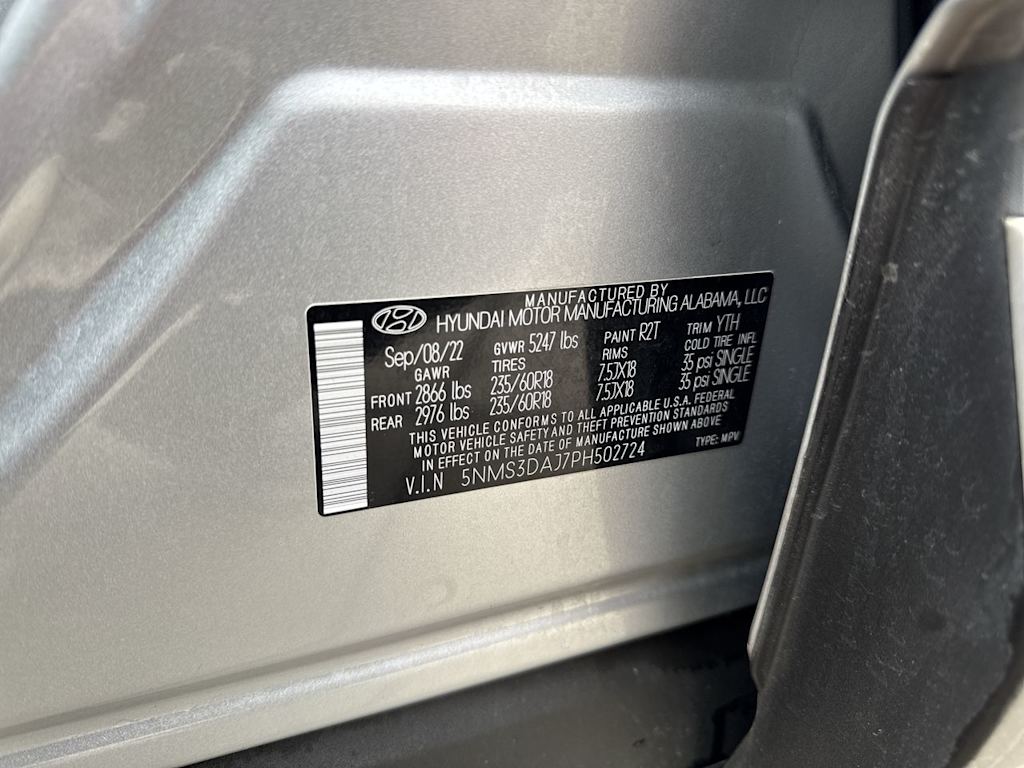 MANUFACTURED BY
HYUNDAI MOTOR MANUFACTURING ALABAMA, LLC
Sep/08/22 GVWR 5247 lbs PAINT R2T TRIM YTH
GAWR TIRES RIMS COLD TIRE INFL
FRONT 2866 lbs 235/60R18 7.5JX18 35 psi SINGLE
REAR 2976 lbs 235/60R18 7.5JX18 35 psi SINGLE
THIS VEHICLE CONFORMS TO ALL APPLICABLE U.S.A. FEDERAL
MOTOR VEHICLE SAFETY AND THEFT PREVENTION STANDARDS
IN EFFECT ON THE DATE OF MANUFACTURE SHOWN ABOVE
V.I.N 5NMS3DAJ7PH502724 TYPE: MPV